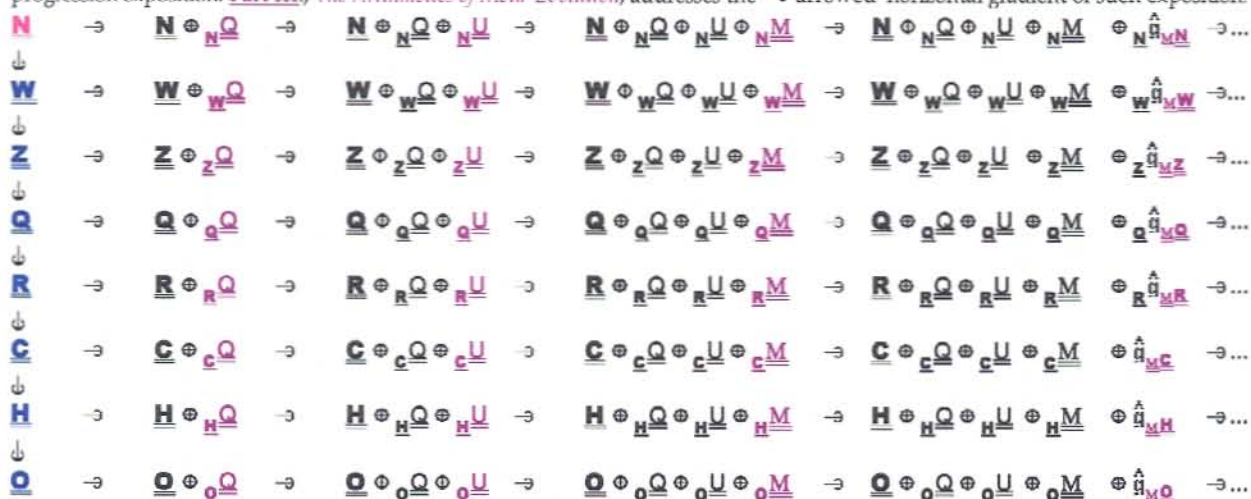 progression exposition. Part III., The Arithmetics of Meta-Evolution, addresses the '⊣-arrowed' horizontal gradient of such exposition
N → N ⊕ NQ → N ⊕ NQ ⊕ NU → N ⊕ NQ ⊕ NU ⊕ NM → N ⊕ NQ ⊕ NU ⊕ NM ⊕ Nq̂MN →...
W → W ⊕ WQ → W ⊕ WQ ⊕ WU → W ⊕ WQ ⊕ WU ⊕ WM → W ⊕ WQ ⊕ WU ⊕ WM ⊕ Wq̂MW →...
Z → Z ⊕ ZQ → Z ⊕ ZQ ⊕ ZU → Z ⊕ ZQ ⊕ ZU ⊕ ZM → Z ⊕ ZQ ⊕ ZU ⊕ ZM ⊕ Zq̂MZ →...
Q → Q ⊕ QQ → Q ⊕ QQ ⊕ QU → Q ⊕ QQ ⊕ QU ⊕ QM → Q ⊕ QQ ⊕ QU ⊕ QM ⊕ Qq̂MQ →...
R → R ⊕ RQ → R ⊕ RQ ⊕ RU → R ⊕ RQ ⊕ RU ⊕ RM → R ⊕ RQ ⊕ RU ⊕ RM ⊕ Rq̂MR →...
C → C ⊕ CQ → C ⊕ CQ ⊕ CU → C ⊕ CQ ⊕ CU ⊕ CM → C ⊕ CQ ⊕ CU ⊕ CM ⊕ q̂MC →...
H → H ⊕ HQ → H ⊕ HQ ⊕ HU → H ⊕ HQ ⊕ HU ⊕ HM → H ⊕ HQ ⊕ HU ⊕ HM ⊕ q̂MH →...
O → O ⊕ OQ → O ⊕ OQ ⊕ OU → O ⊕ OQ ⊕ OU ⊕ OM → O ⊕ OQ ⊕ OU ⊕ OM ⊕ q̂MO →...